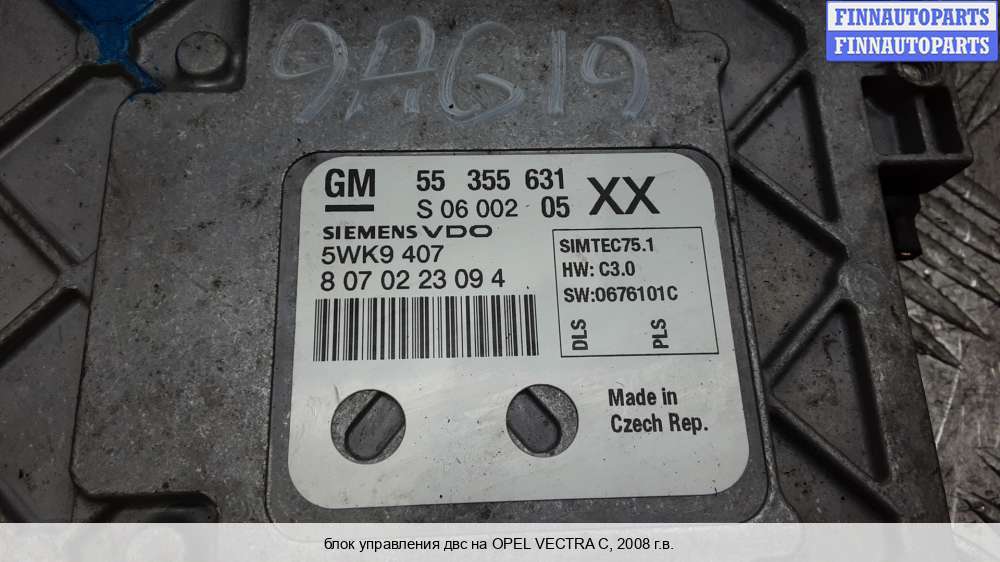 FINNAUTOPARTS
FINNAUTOPARTS
9AG19
GM 55 355 631 XX
S 06 002 05
SIEMENS VDO
5WK9 407
8 07 02 23 09 4
SIMTEC75.1
HW: C3.0
SW:0676101C
DLS PLS
Made in
Czech Rep.
блок управления двс на OPEL VECTRA C, 2008 г.в.